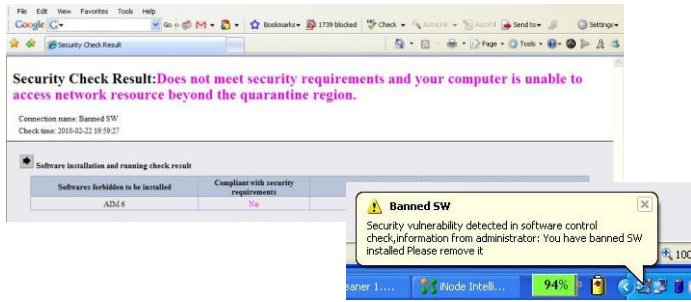 File Edit View Favorites Tools Help
Google G Go Bookmarks 1739 blocked Check AutoLink AutoFill Send to Settings
Security Check Result Page Tools
Security Check Result:Does not meet security requirements and your computer is unable to
access network resource beyond the quarantine region.
Connection name: Banned SW
Check time: 2010-02-22 19:59:27
Software installation and running check result
Softwares forbidden to be installed Compliant with security
requirements
AIM 6 No
Banned SW
Security vulnerability detected in software control
check,information from administrator: You have banned SW
installed Please remove it
100
eaner 1.... iNode Intelli... 94%